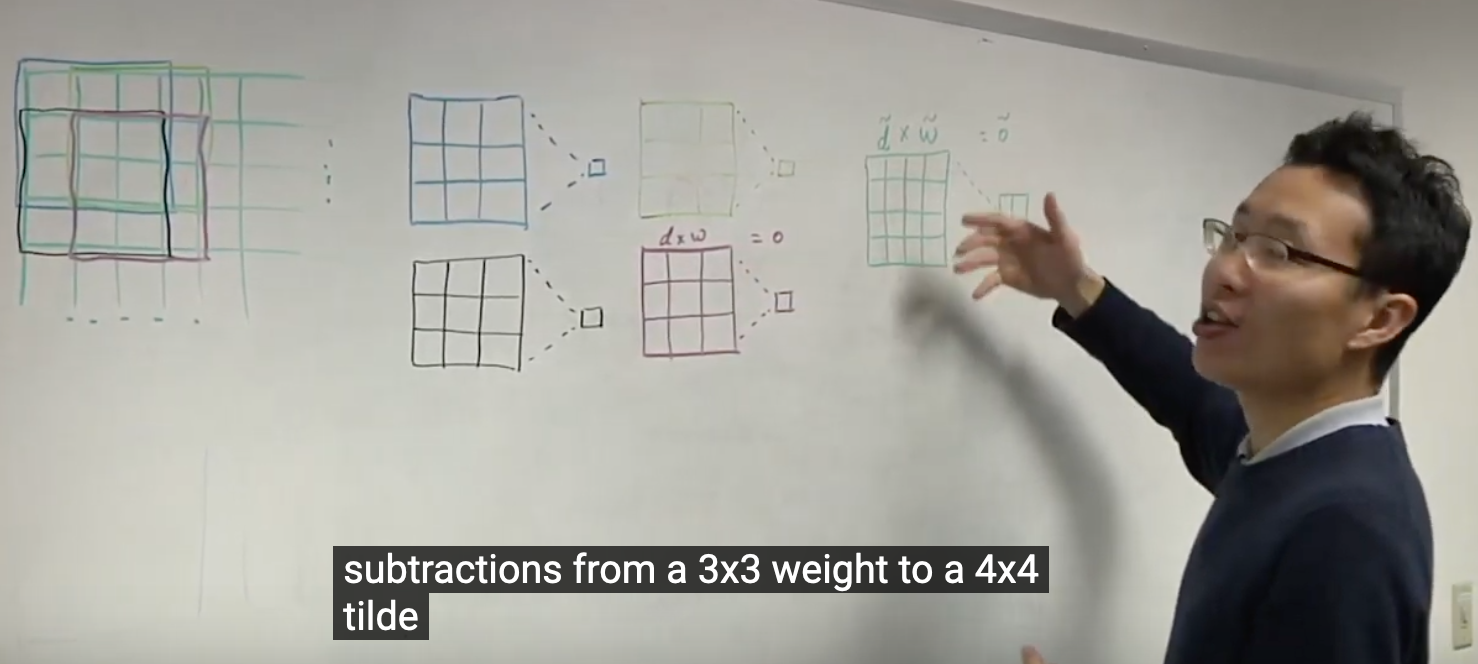 d̃ x w̃ = õ
d x w = o
subtractions from a 3x3 weight to a 4x4
tilde